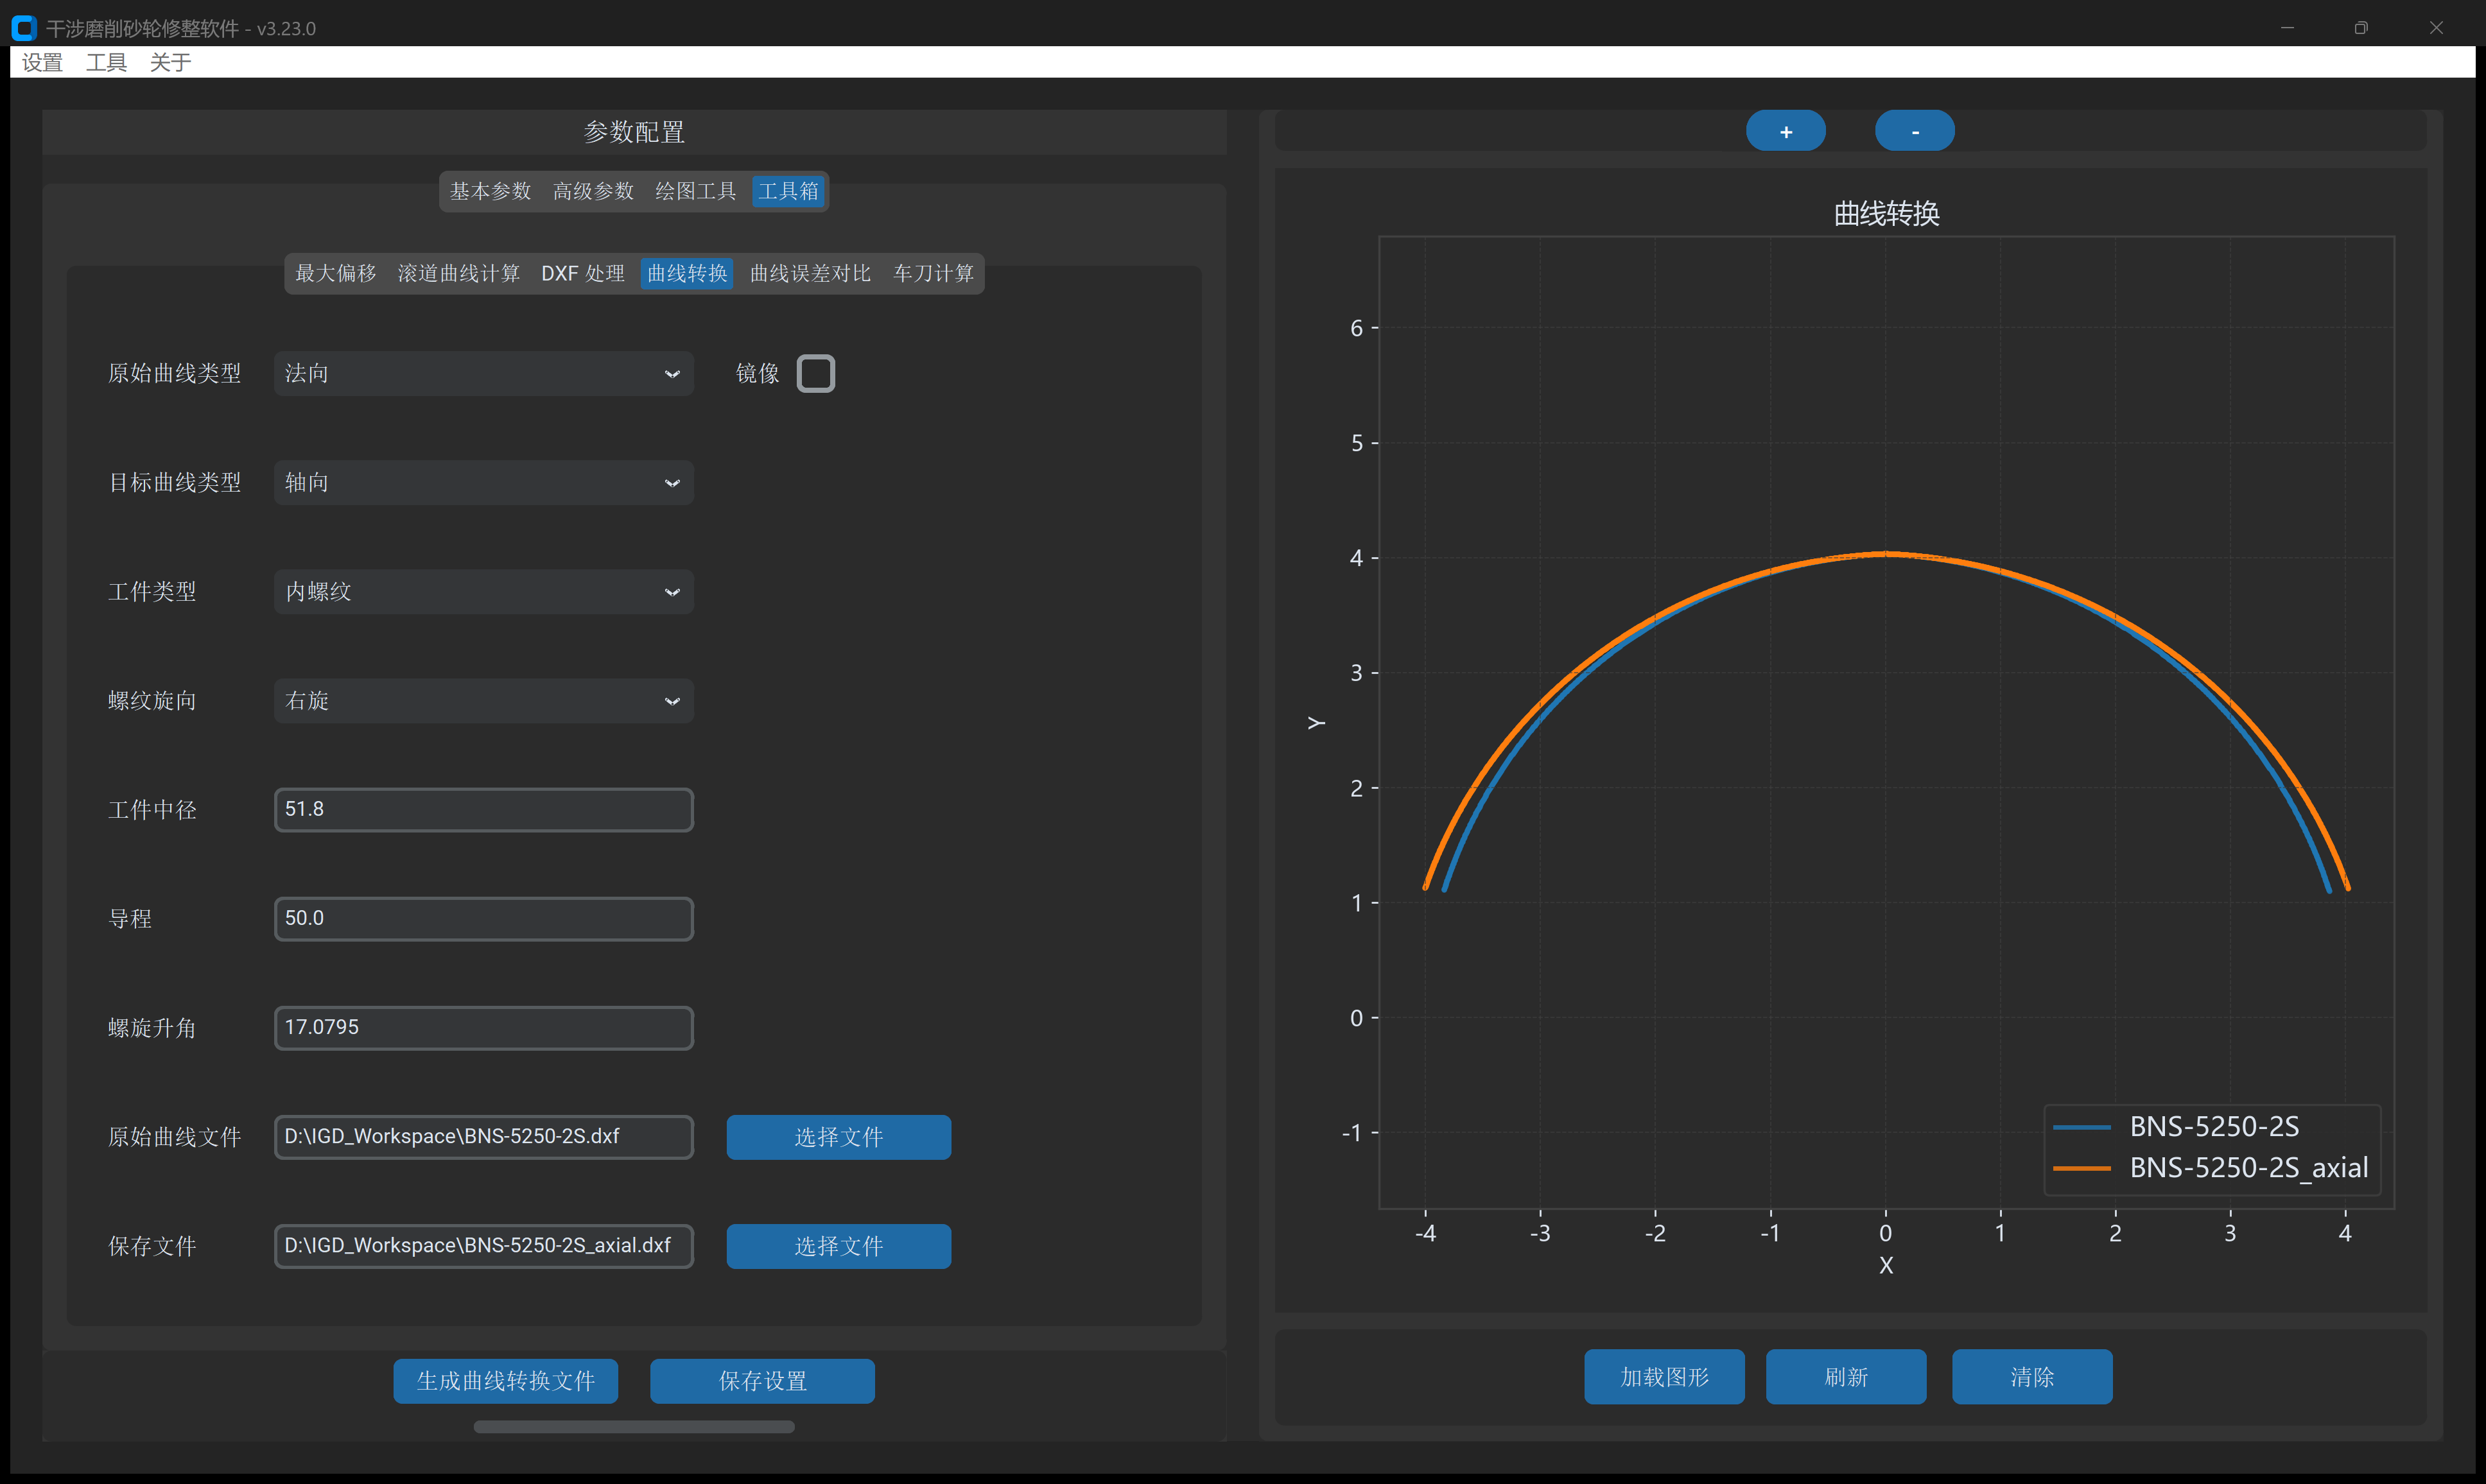 干涉磨削砂轮修整软件 - v3.23.0
设置 工具 关于
参数配置
基本参数 高级参数 绘图工具 工具箱
最大偏移 滚道曲线计算 DXF 处理 曲线转换 曲线误差对比 车刀计算
原始曲线类型 法向 镜像
目标曲线类型 轴向
工件类型 内螺纹
螺纹旋向 右旋
工件中径 51.8
导程 50.0
螺旋升角 17.0795
原始曲线文件 D:\IGD_Workspace\BNS-5250-2S.dxf 选择文件
保存文件 D:\IGD_Workspace\BNS-5250-2S_axial.dxf 选择文件
生成曲线转换文件 保存设置
+ -
曲线转换
6
5
4
3
2
1
0
-1
Y
-4 -3 -2 -1 0 1 2 3 4
X
BNS-5250-2S
BNS-5250-2S_axial
加载图形 刷新 清除